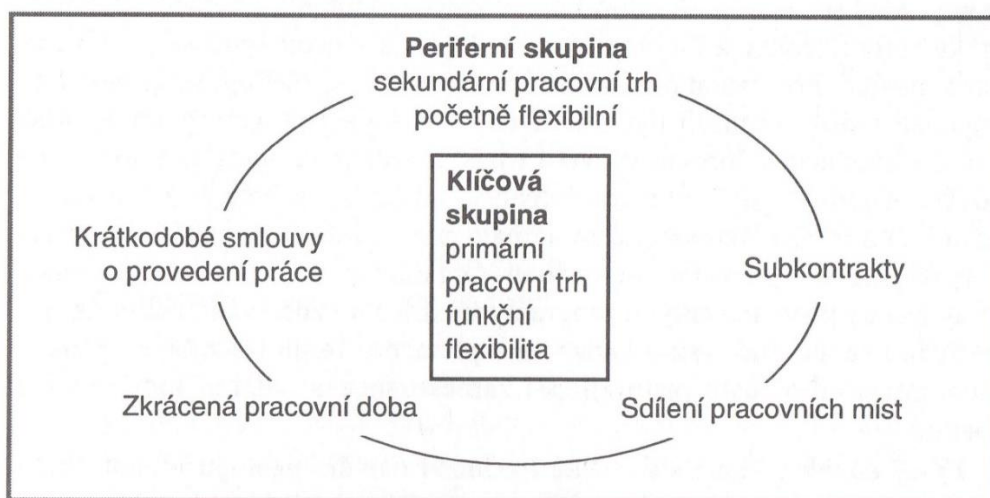 Periferní skupina
sekundární pracovní trh
početně flexibilní
Klíčová
skupina
primární
pracovní trh
funkční
flexibilita
Krátkodobé smlouvy
o provedení práce
Subkontrakty
Zkrácená pracovní doba
Sdílení pracovních míst